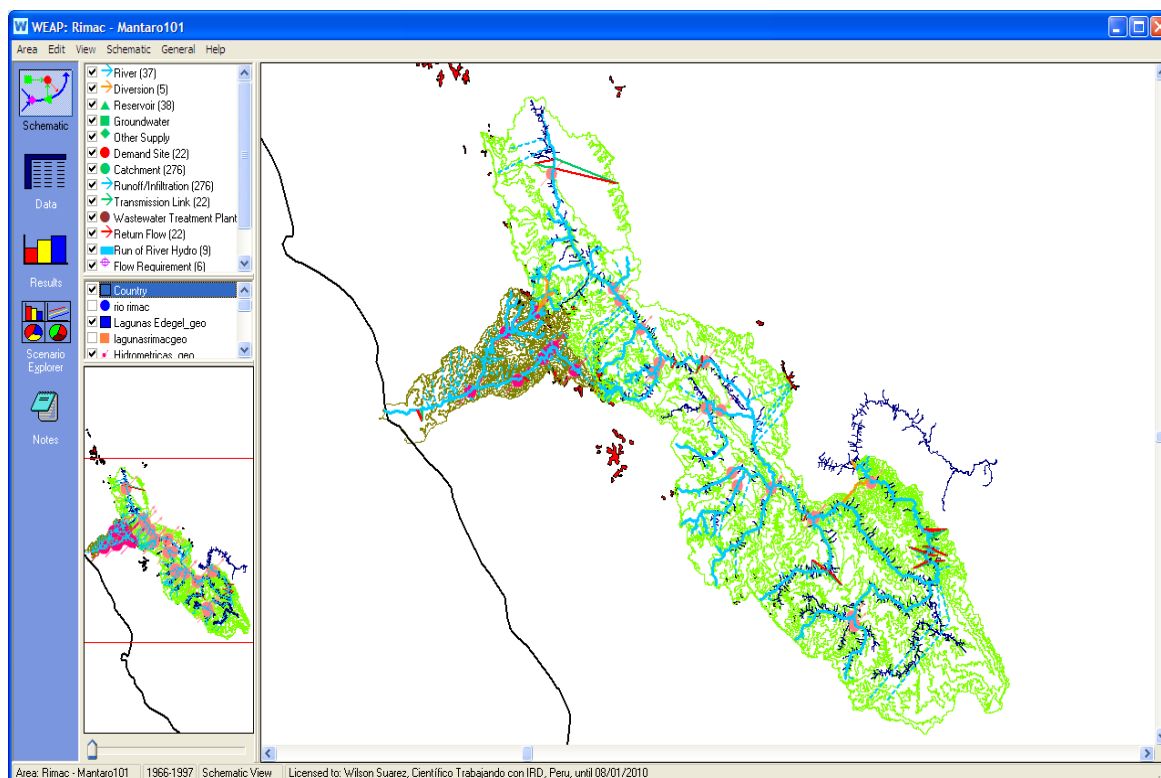 WEAP: Rimac - Mantaro101
Area Edit View Schematic General Help
Schematic
Data
Results
Scenario
Explorer
Notes
River (37)
Diversion (5)
Reservoir (38)
Groundwater
Other Supply
Demand Site (22)
Catchment (276)
Runoff/Infiltration (276)
Transmission Link (22)
Wastewater Treatment Plant
Return Flow (22)
Run of River Hydro (9)
Flow Requirement (6)
Country
rio rimac
Lagunas Edegel_geo
lagunasrimacgeo
Hidrometricas_geo
Area: Rimac - Mantaro101 1966-1997 Schematic View Licensed to: Wilson Suarez, Científico Trabajando con IRD, Peru, until 08/01/2010